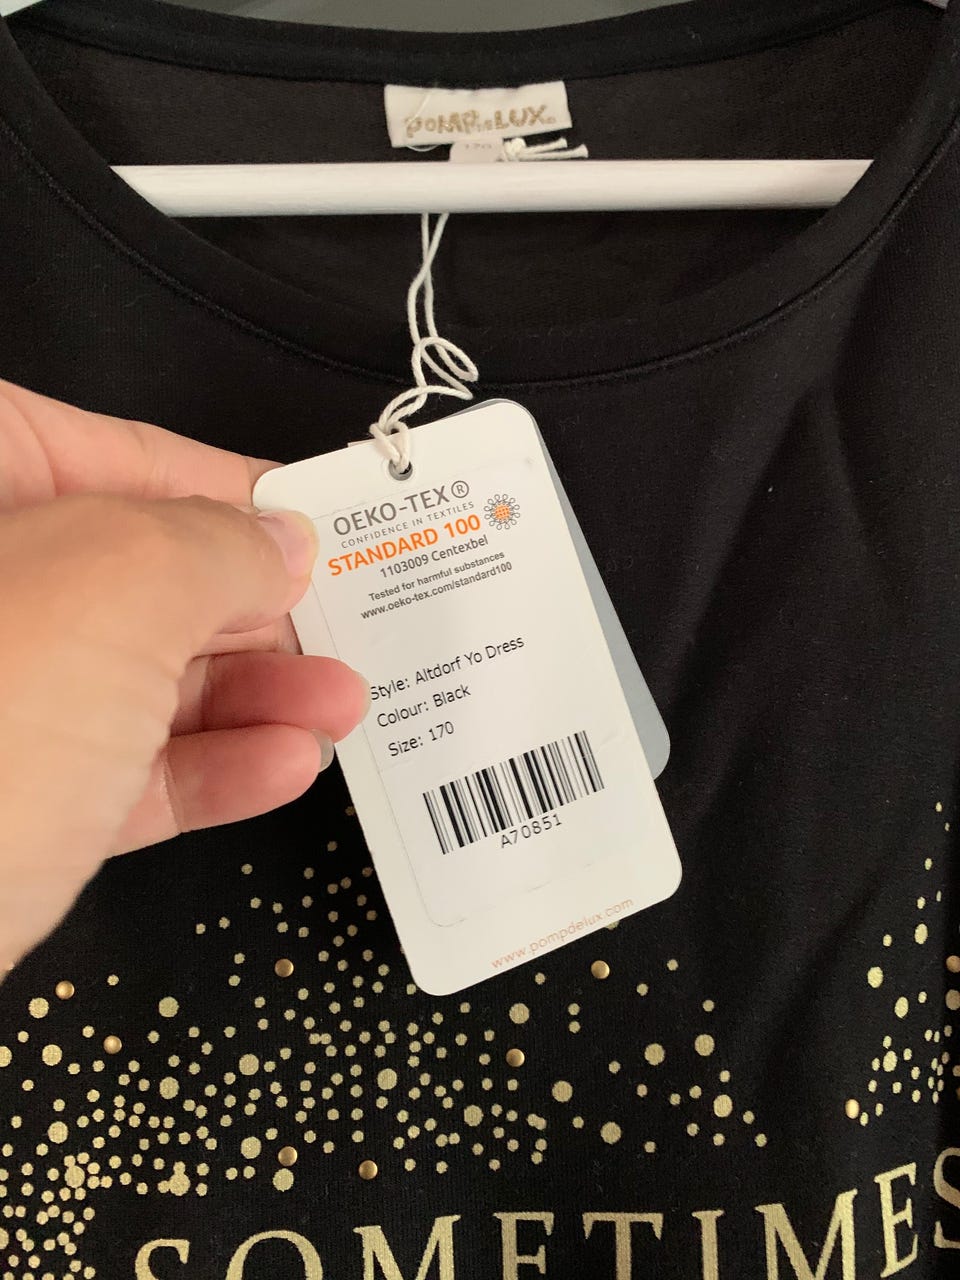 POMPdeLUX.
170
OEKO-TEX®
CONFIDENCE IN TEXTILES
STANDARD 100
1103009 Centexbel
Tested for harmful substances
www.oeko-tex.com/standard100
Style: Altdorf Yo Dress
Colour: Black
Size: 170
A70851
www.pompdelux.com
SOMETIMES